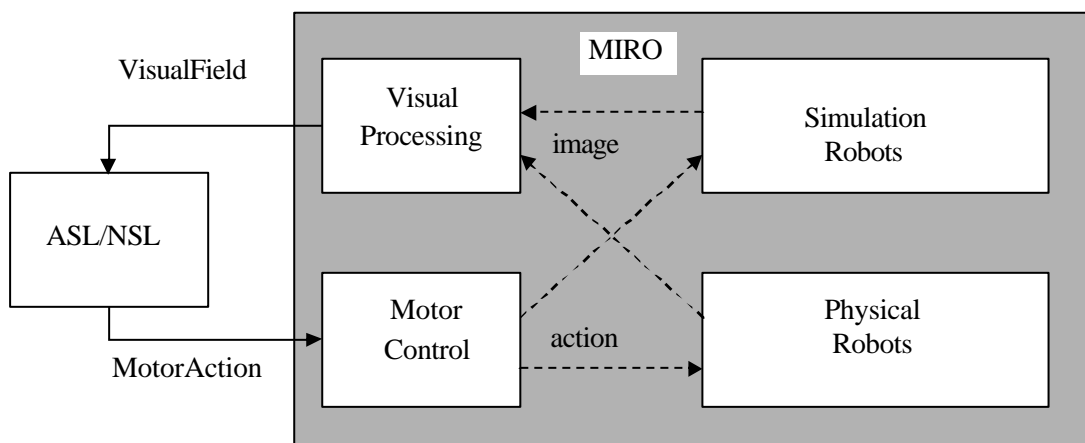 MIRO
VisualField
Visual
Processing
Simulation
Robots
image
ASL/NSL
Motor
Control
action
Physical
Robots
MotorAction